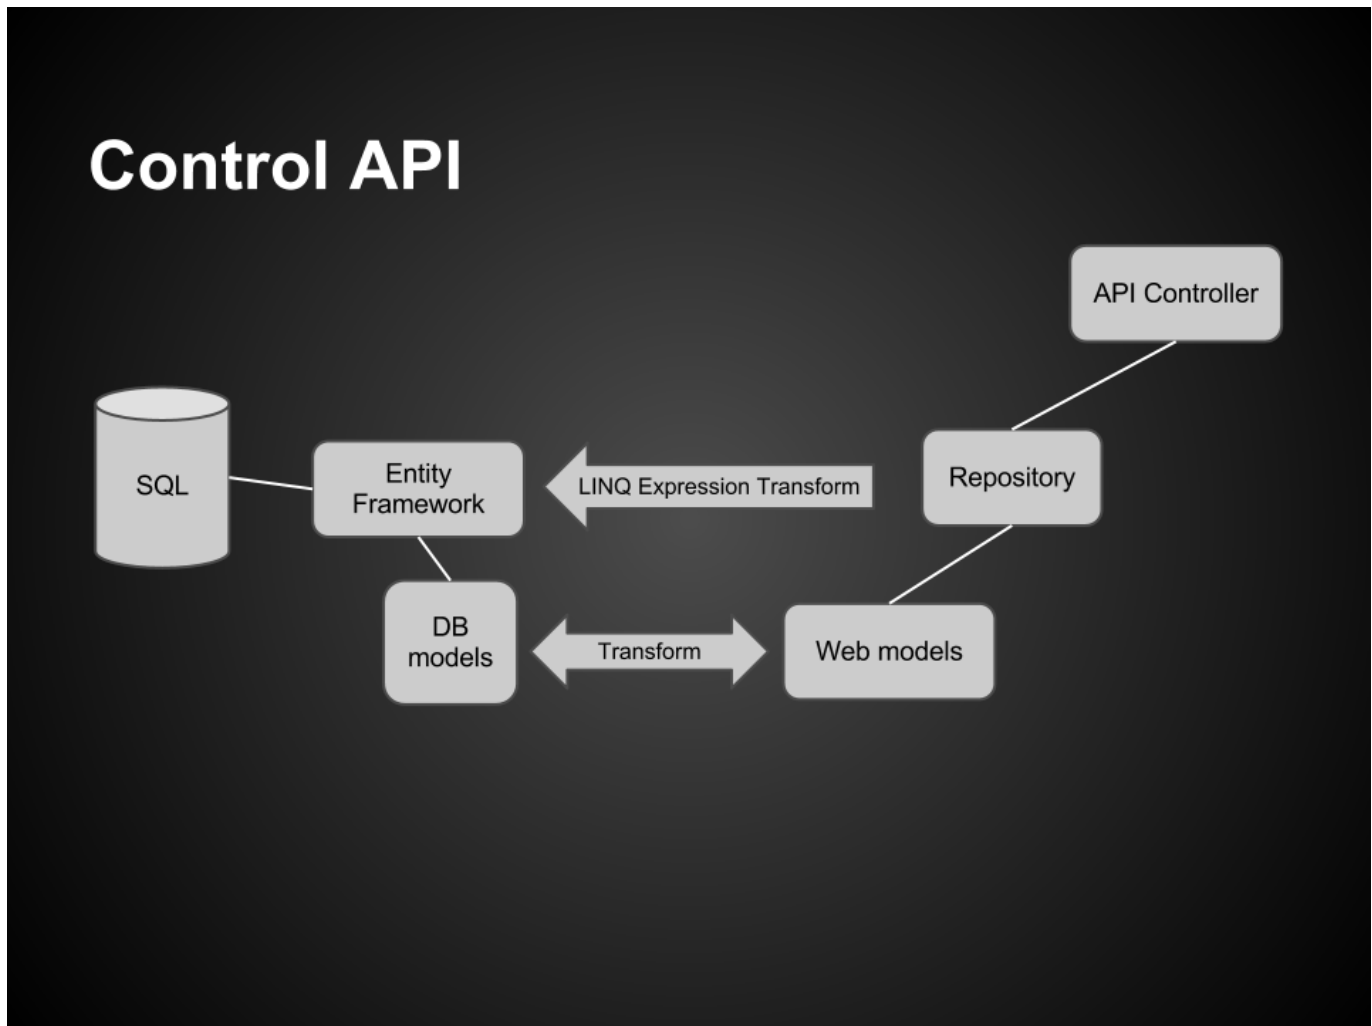 Control API
API Controller
SQL
Entity
Framework
LINQ Expression Transform
Repository
DB
models
Transform
Web models